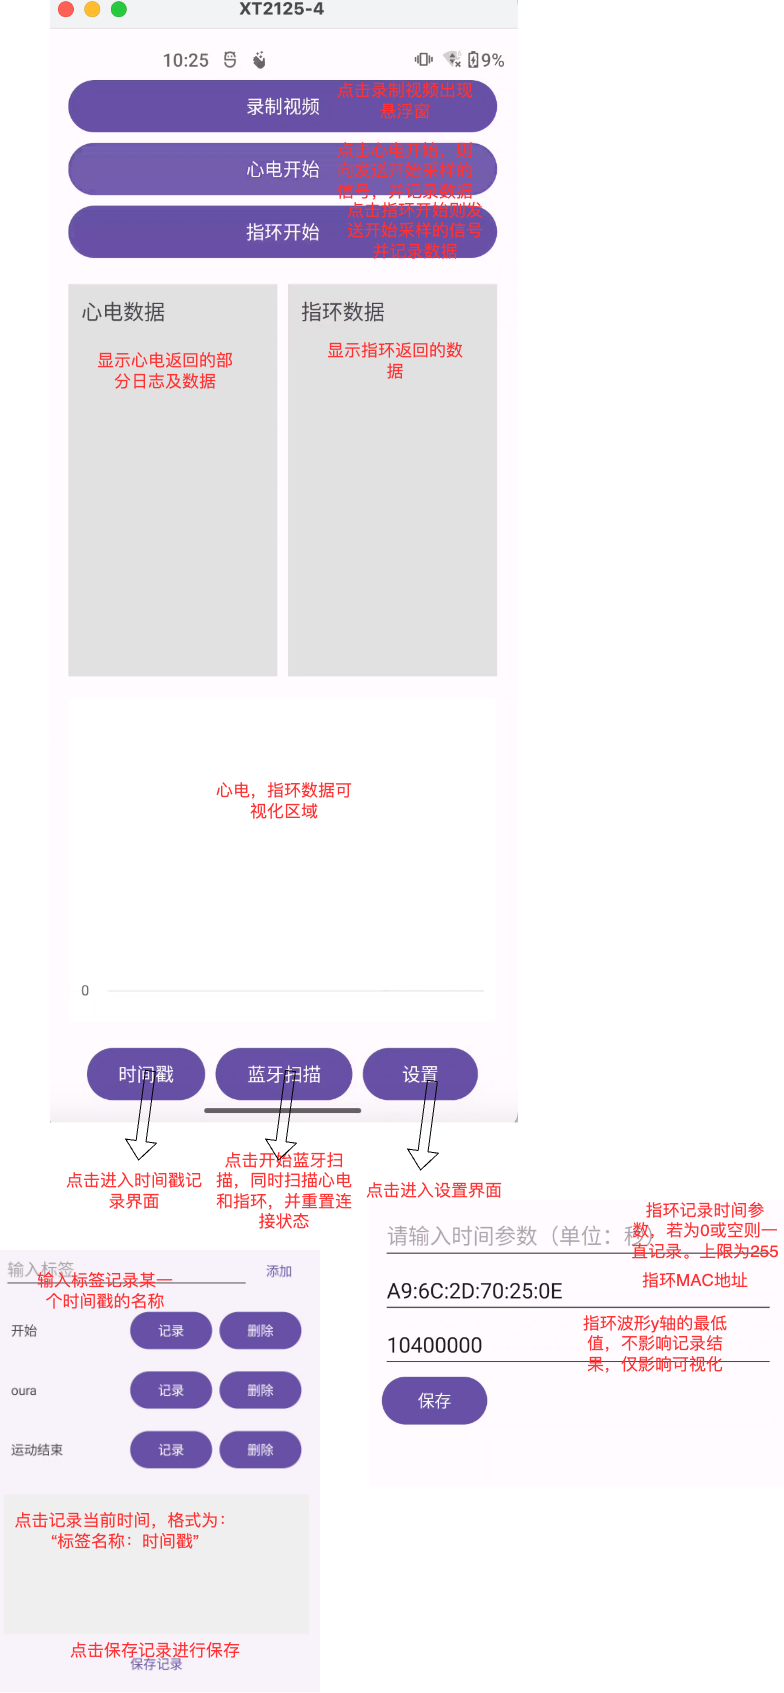 XT2125-4
10:25
9%
录制视频
点击录制视频出现
悬浮窗
心电开始
点击心电开始，则
向发送开始采样的
信号，并记录数据
指环开始
点击指环开始则发
送开始采样的信号
并记录数据
心电数据
显示心电返回的部
分日志及数据
指环数据
显示指环返回的数
据
心电，指环数据可
视化区域
0
时间戳
蓝牙扫描
设置
点击进入时间戳记
录界面
点击开始蓝牙扫
描，同时扫描心电
和指环，并重置连
接状态
点击进入设置界面
请输入时间参数（单位：秒）
指环记录时间参
数，若为0或空则一
直记录。上限为255
A9:6C:2D:70:25:0E
指环MAC地址
10400000
指环波形y轴的最低
值，不影响记录结
果，仅影响可视化
保存
输入标签
添加
输入标签记录某一
个时间戳的名称
开始 记录 删除
oura 记录 删除
运动结束 记录 删除
点击记录当前时间，格式为：
“标签名称：时间戳”
点击保存记录进行保存
保存记录